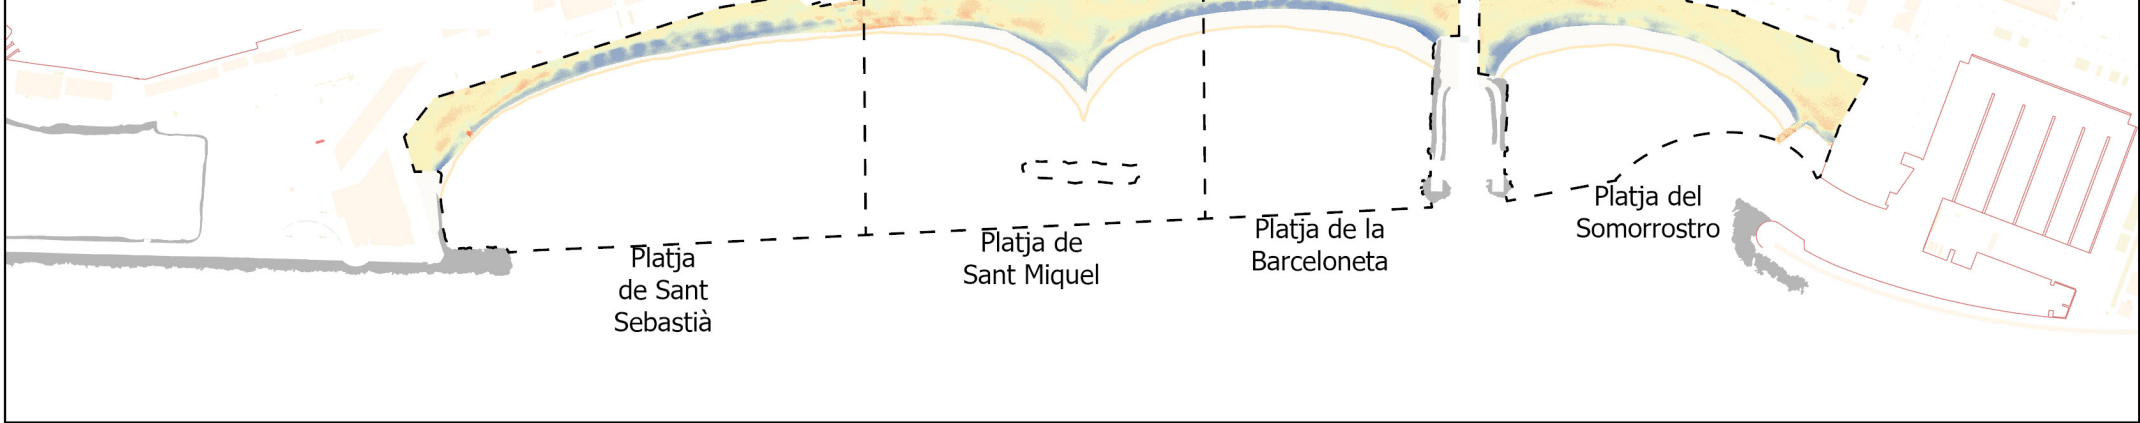 Platja
de Sant
Sebastià
Platja de
Sant Miquel
Platja de la
Barceloneta
Platja del
Somorrostro